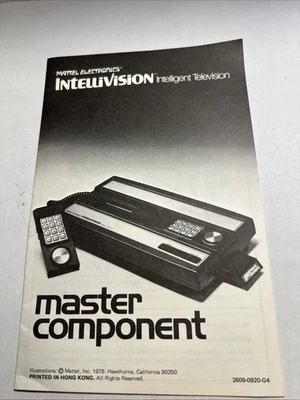 MATTEL ELECTRONICS®
INTELLIVISION™ Intelligent Television
master
component
Illustrations: © Mattel, Inc. 1978. Hawthorne, California 90250.
PRINTED IN HONG KONG. All Rights Reserved.
2609-0920-G4